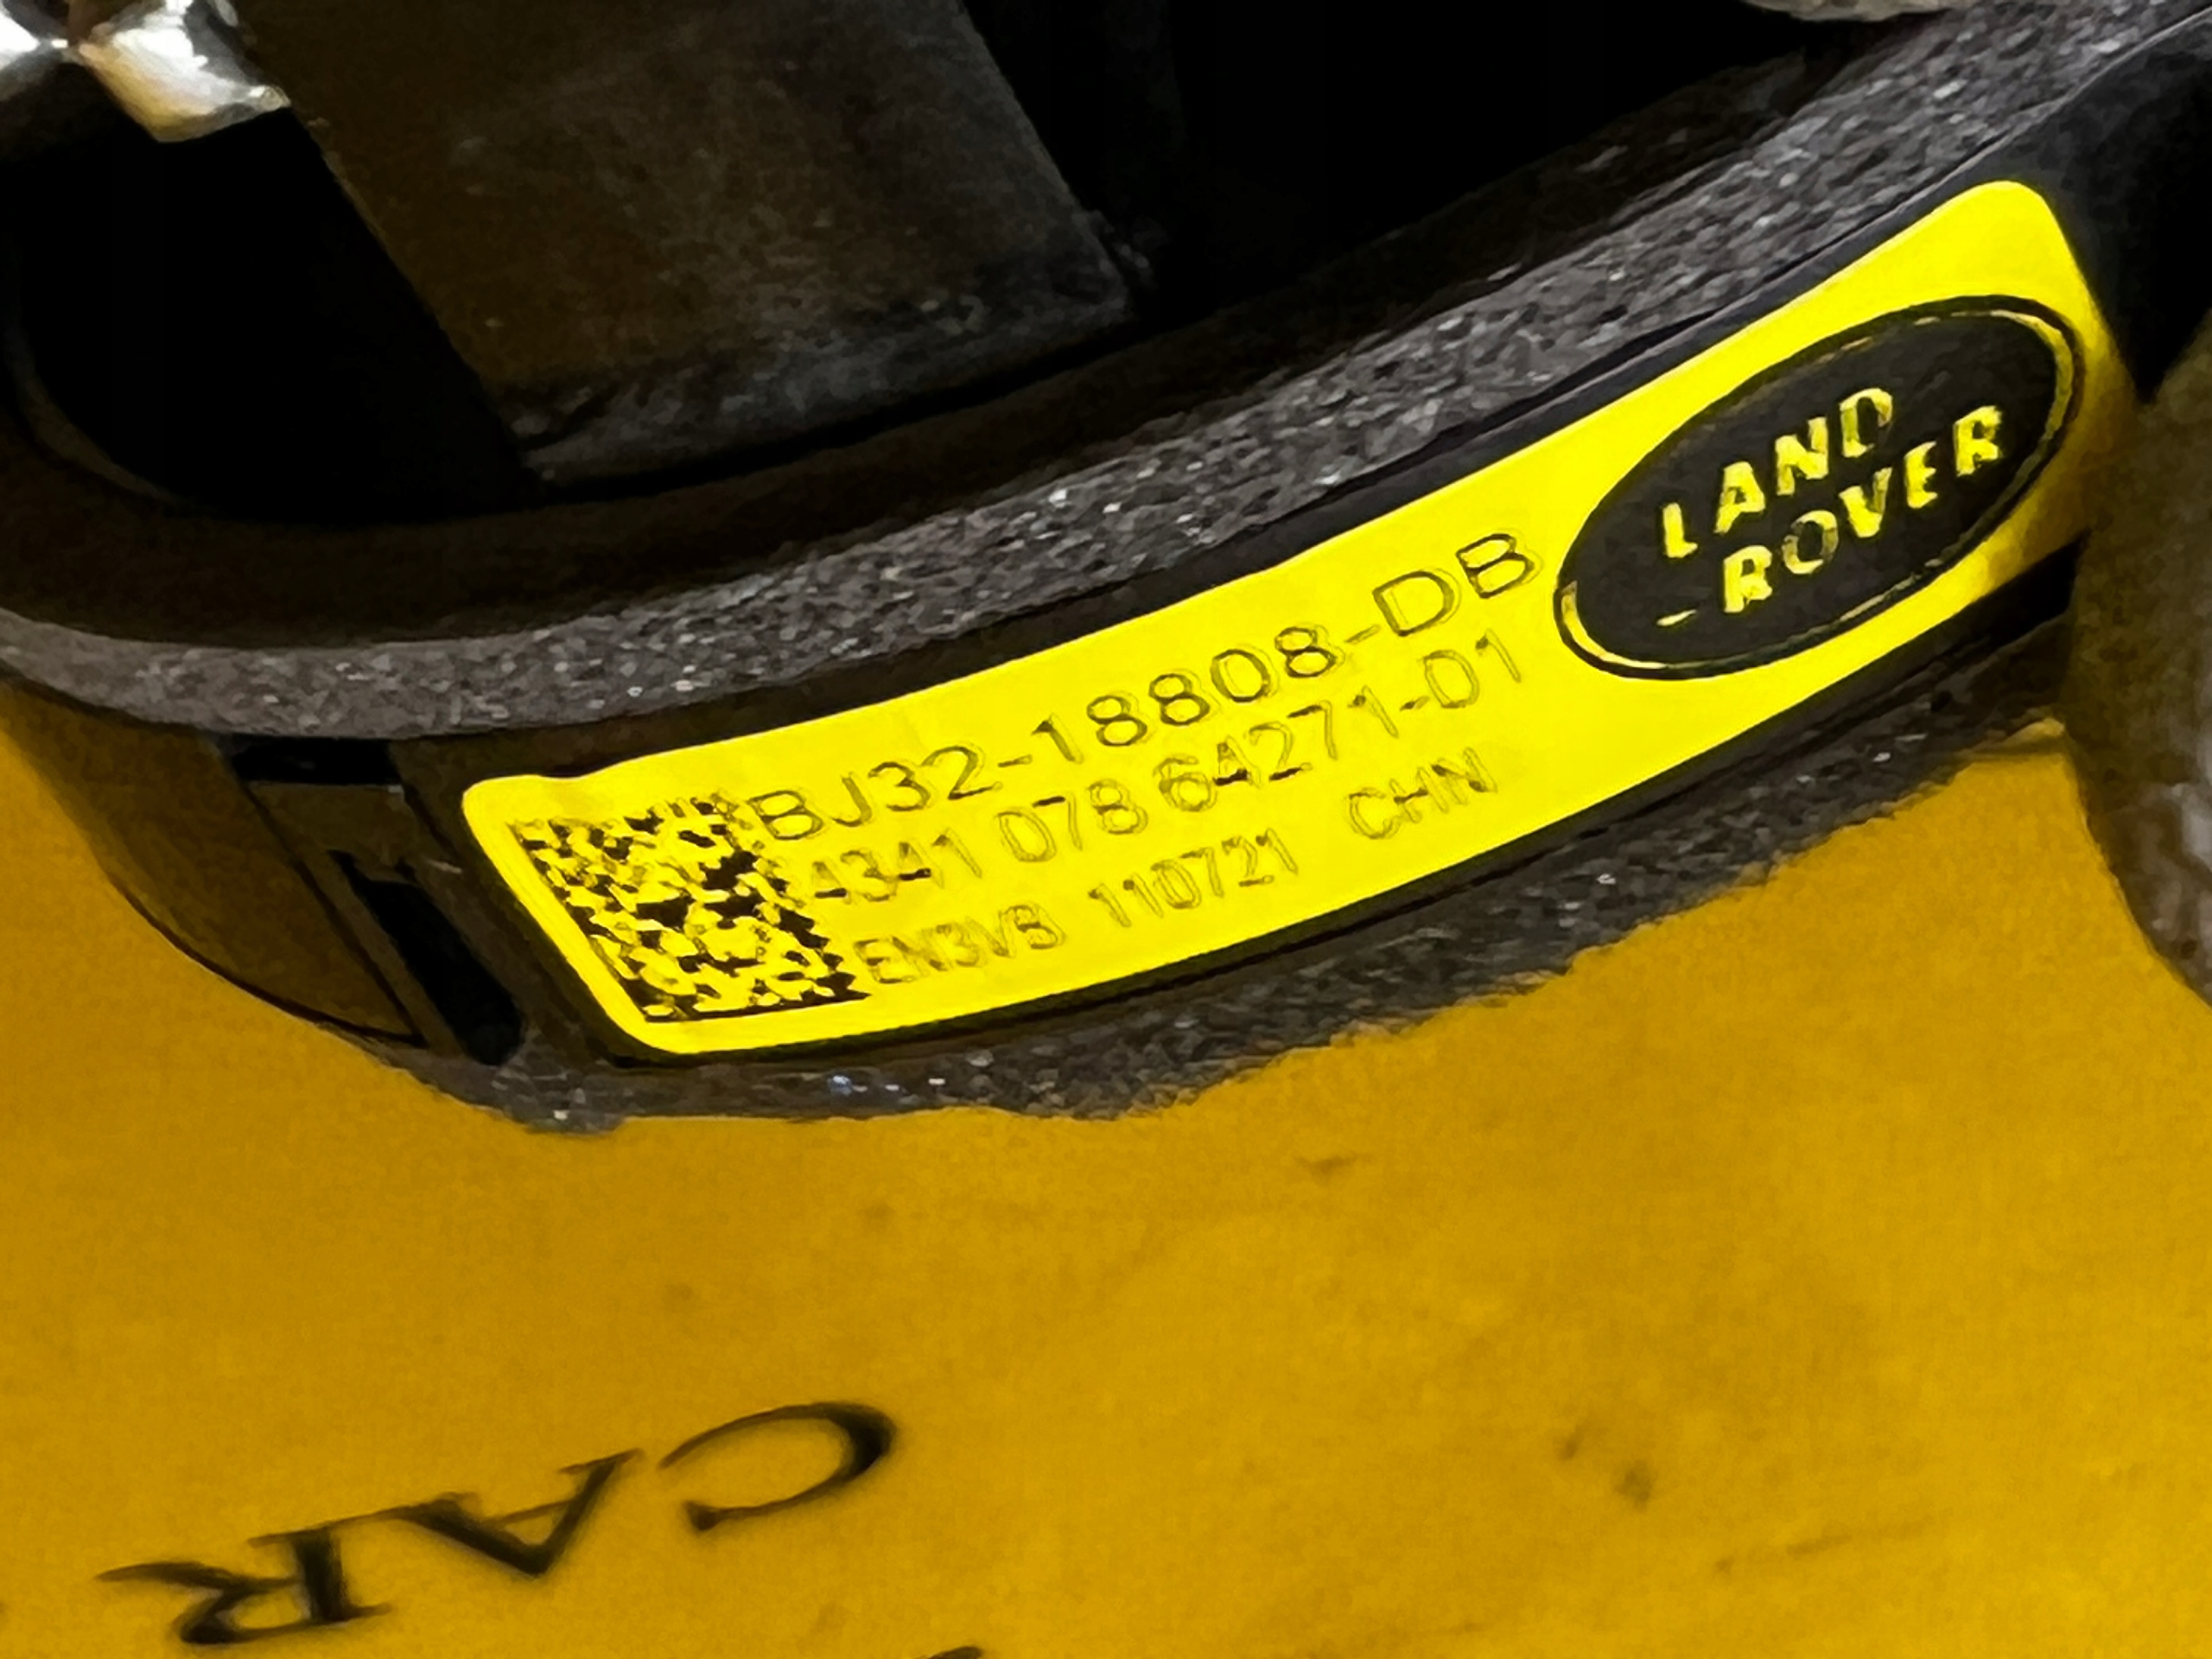 LAND
ROVER
BJ32-18808-DB
4341 078 64271-01
EN3V8 110721 CHN
CAR